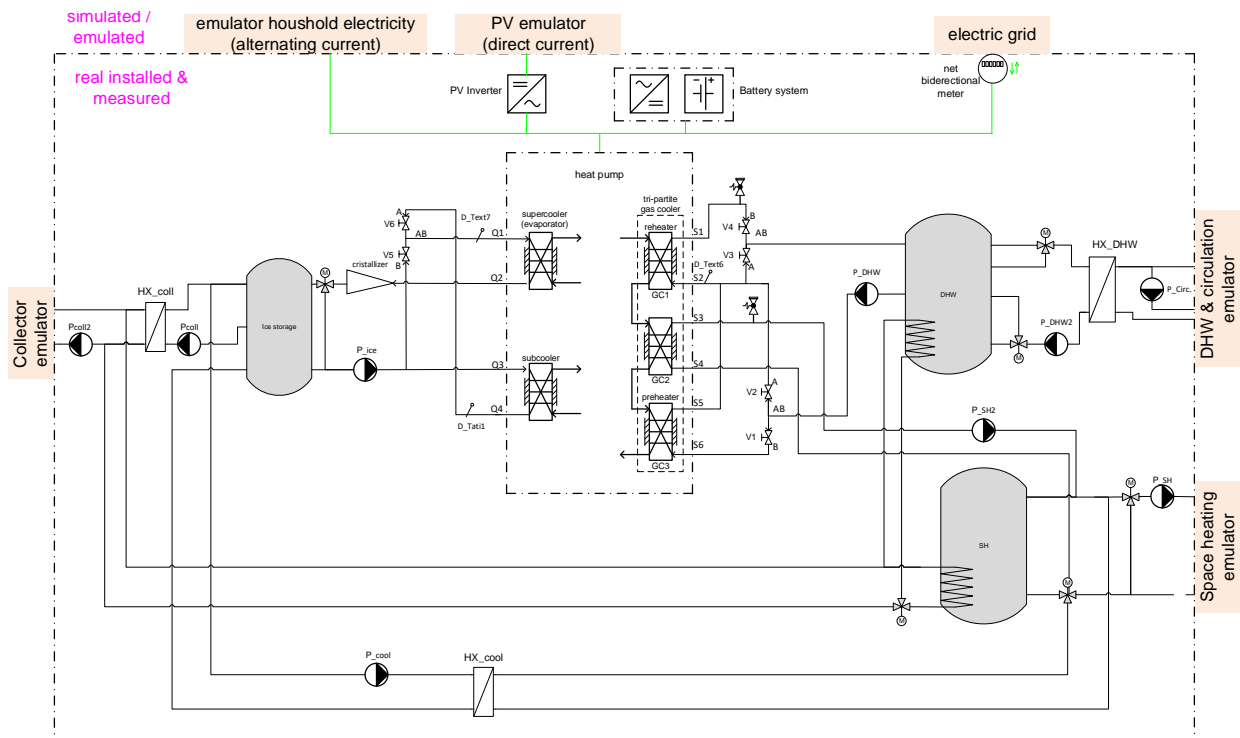 simulated /
emulated
emulator houshold electricity
(alternating current)
PV emulator
(direct current)
electric grid
real installed &
measured
net
biderectional
meter
PV Inverter
Battery system
heat pump
tri-partite
gas cooler
supercooler
(evaporator)
reheater
A
V6
AB
V5
B
D_Text7
Q1
Q2
cristallizer
S1
B
V4
AB
V3
A
S2
D_Text6
GC1
M
HX_coll
Pcoll2
Pcoll
Ice storage
P_ice
Collector
emulator
subcooler
Q3
Q4
D_Tati1
S3
S4
GC2
preheater
S5
S6
GC3
V2
A
AB
V1
B
P_DHW
DHW
M
HX_DHW
P_Circ.
P_DHW2
M
DHW & circulation
emulator
P_SH2
M
P_SH
SH
M
M
Space heating
emulator
P_cool
HX_cool